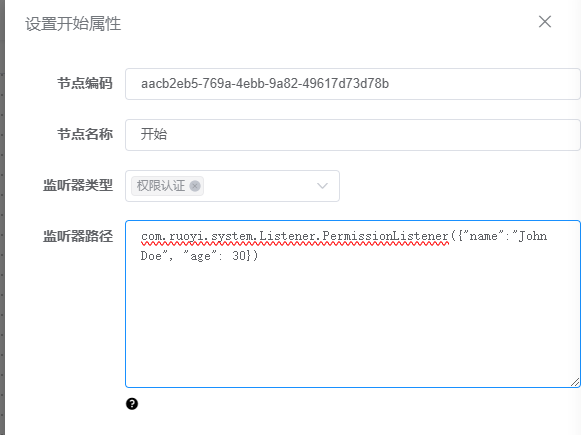 设置开始属性
节点编码
aacb2eb5-769a-4ebb-9a82-49617d73d78b
节点名称
开始
监听器类型
权限认证
监听器路径
com.ruoyi.system.Listener.PermissionListener({"name":"John
Doe", "age": 30})